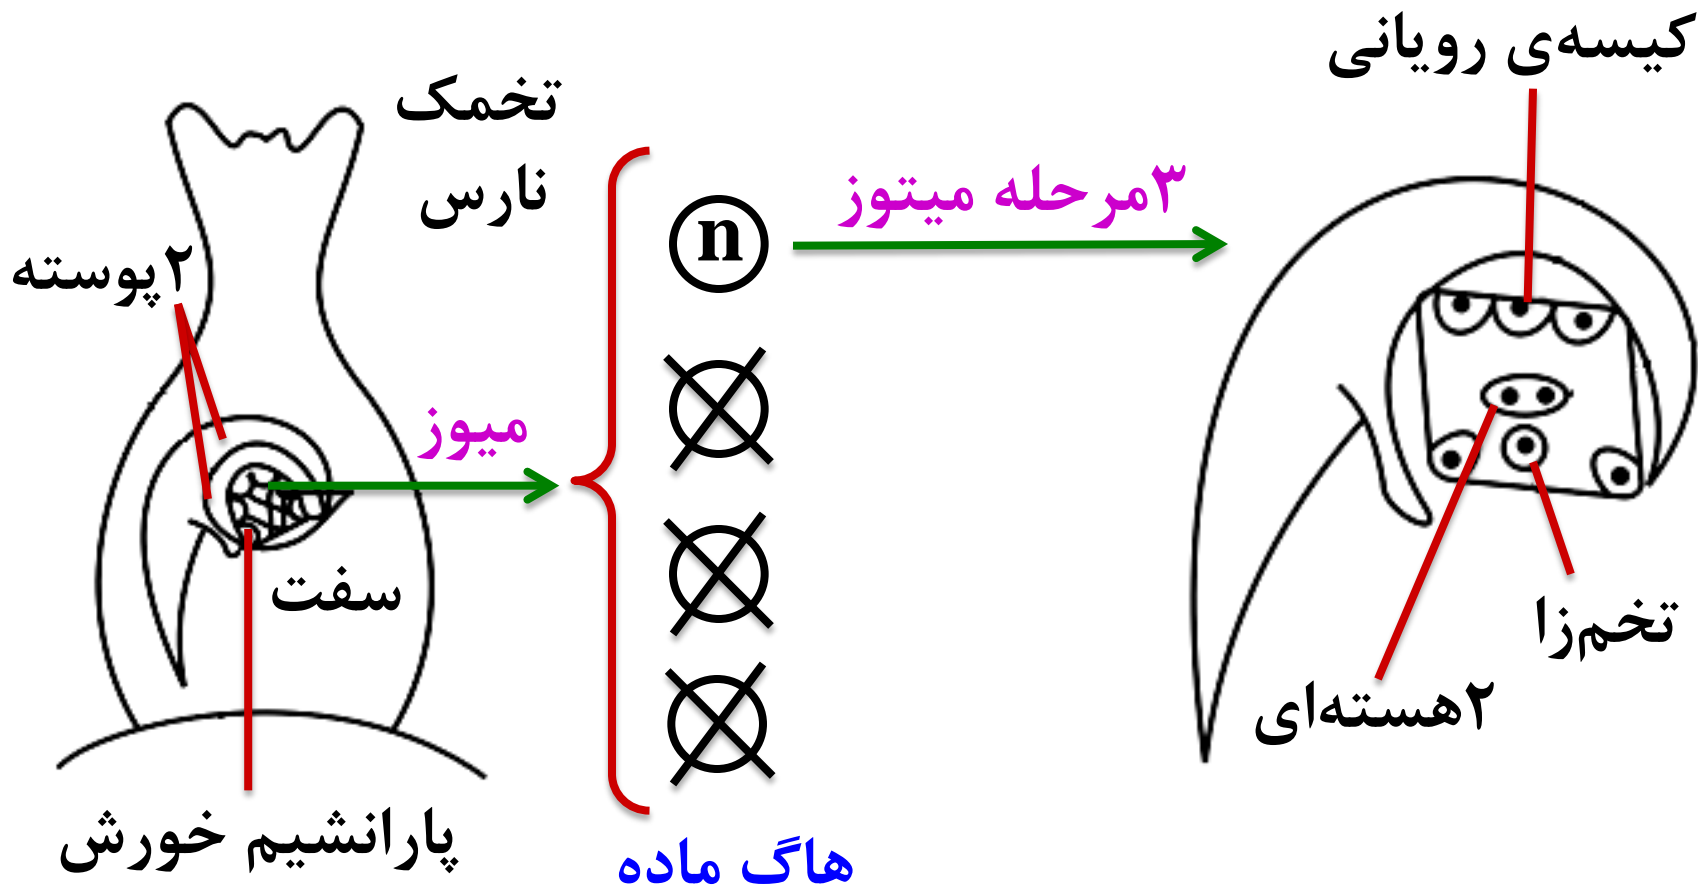 کیسه‌ی رویانی
تخمک
نارس
۳مرحله میتوز
n
۲پوسته
میوز
سفت
تخم‌زا
۲هسته‌ای
پارانشیم خورش
هاگ ماده